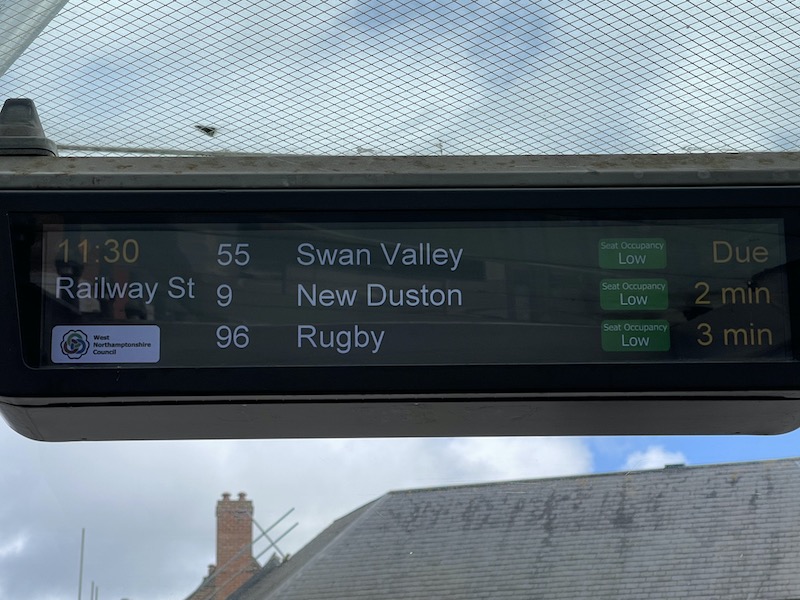 11:30 55 Swan Valley Seat Occupancy Low Due
Railway St 9 New Duston Seat Occupancy Low 2 min
West Northamptonshire Council 96 Rugby Seat Occupancy Low 3 min